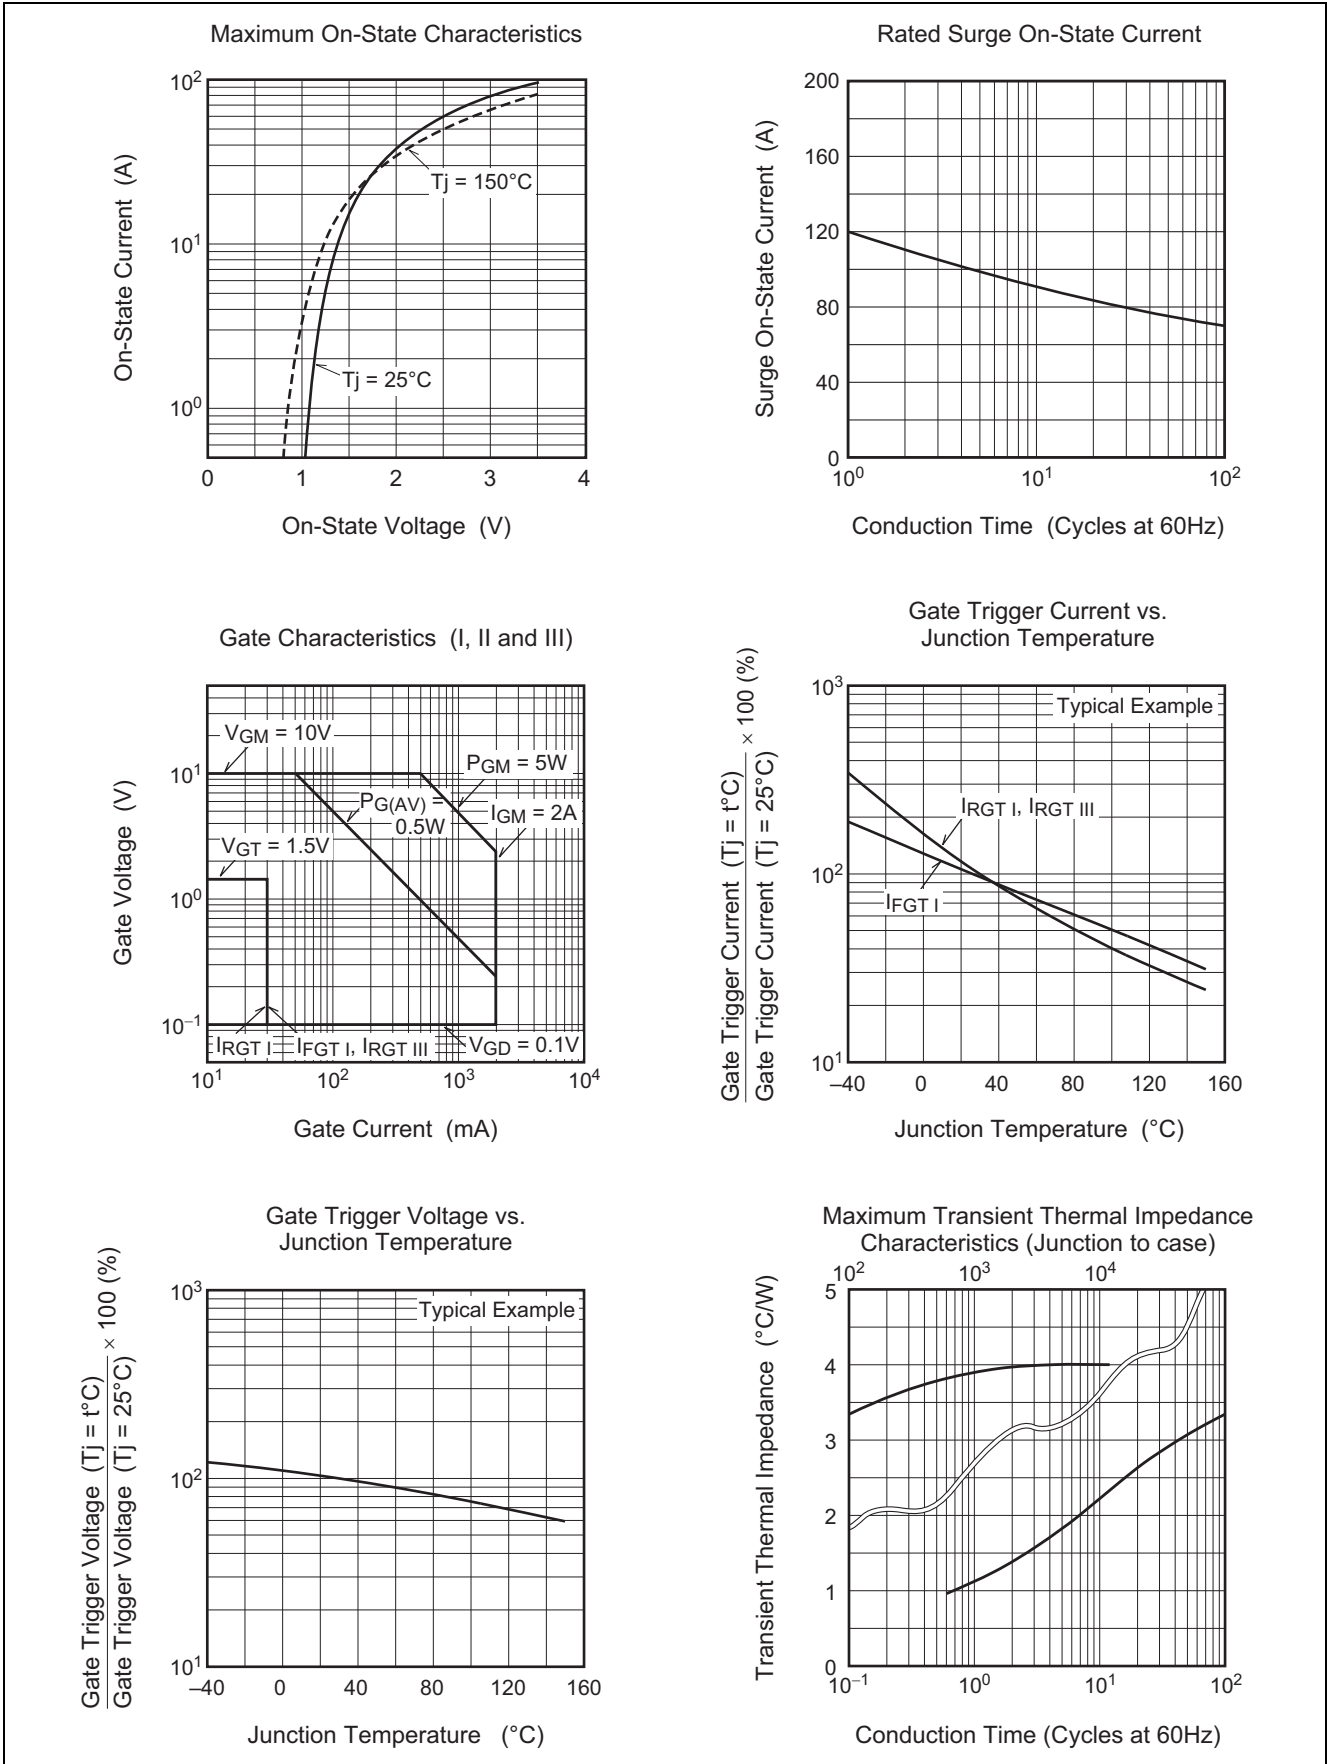 Maximum On-State Characteristics
On-State Current (A)
10²
10¹
10⁰
Tj = 150°C
Tj = 25°C
0 1 2 3 4
On-State Voltage (V)
Rated Surge On-State Current
Surge On-State Current (A)
200
160
120
80
40
0
10⁰ 10¹ 10²
Conduction Time (Cycles at 60Hz)
Gate Characteristics (I, II and III)
Gate Voltage (V)
10¹
10⁰
10⁻¹
VGM = 10V
PGM = 5W
PG(AV) =
0.5W
IGM = 2A
VGT = 1.5V
IRGT I
IFGT I, IRGT III
VGD = 0.1V
10¹ 10² 10³ 10⁴
Gate Current (mA)
Gate Trigger Current vs.
Junction Temperature
Gate Trigger Current (Tj = t°C)
Gate Trigger Current (Tj = 25°C)
× 100 (%)
10³
10²
10¹
Typical Example
IRGT I, IRGT III
IFGT I
–40 0 40 80 120 160
Junction Temperature (°C)
Gate Trigger Voltage vs.
Junction Temperature
Gate Trigger Voltage (Tj = t°C)
Gate Trigger Voltage (Tj = 25°C)
× 100 (%)
10³
10²
10¹
Typical Example
–40 0 40 80 120 160
Junction Temperature (°C)
Maximum Transient Thermal Impedance
Characteristics (Junction to case)
10² 10³ 10⁴
Transient Thermal Impedance (°C/W)
5
4
3
2
1
0
10⁻¹ 10⁰ 10¹ 10²
Conduction Time (Cycles at 60Hz)